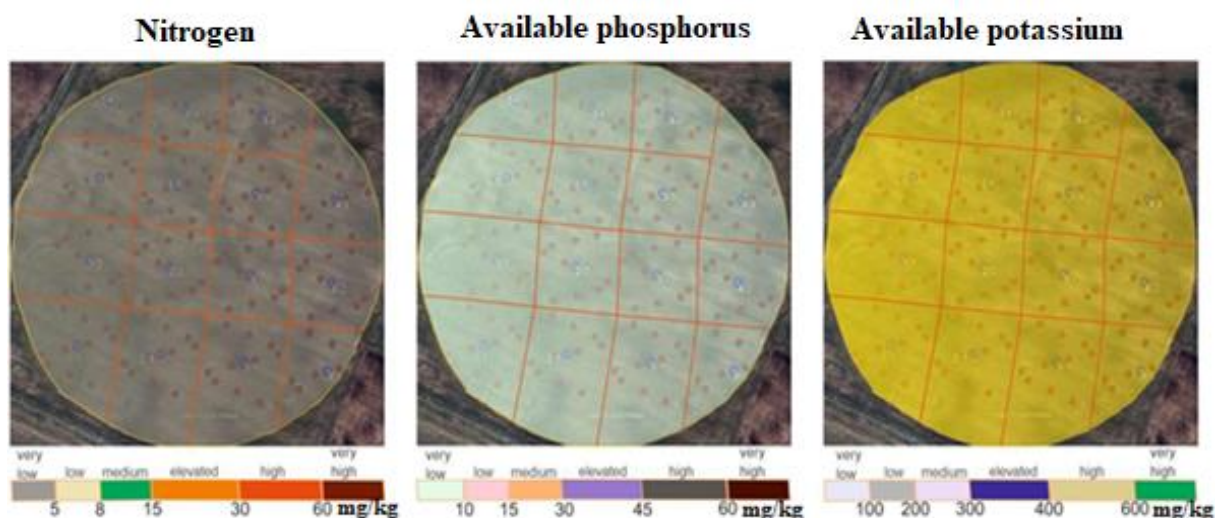 Nitrogen
very low low medium elevated high very high
5 8 15 30 60 mg/kg
Available phosphorus
very low low medium elevated high very high
10 15 30 45 60 mg/kg
Available potassium
very low low medium elevated high very high
100 200 300 400 600 mg/kg